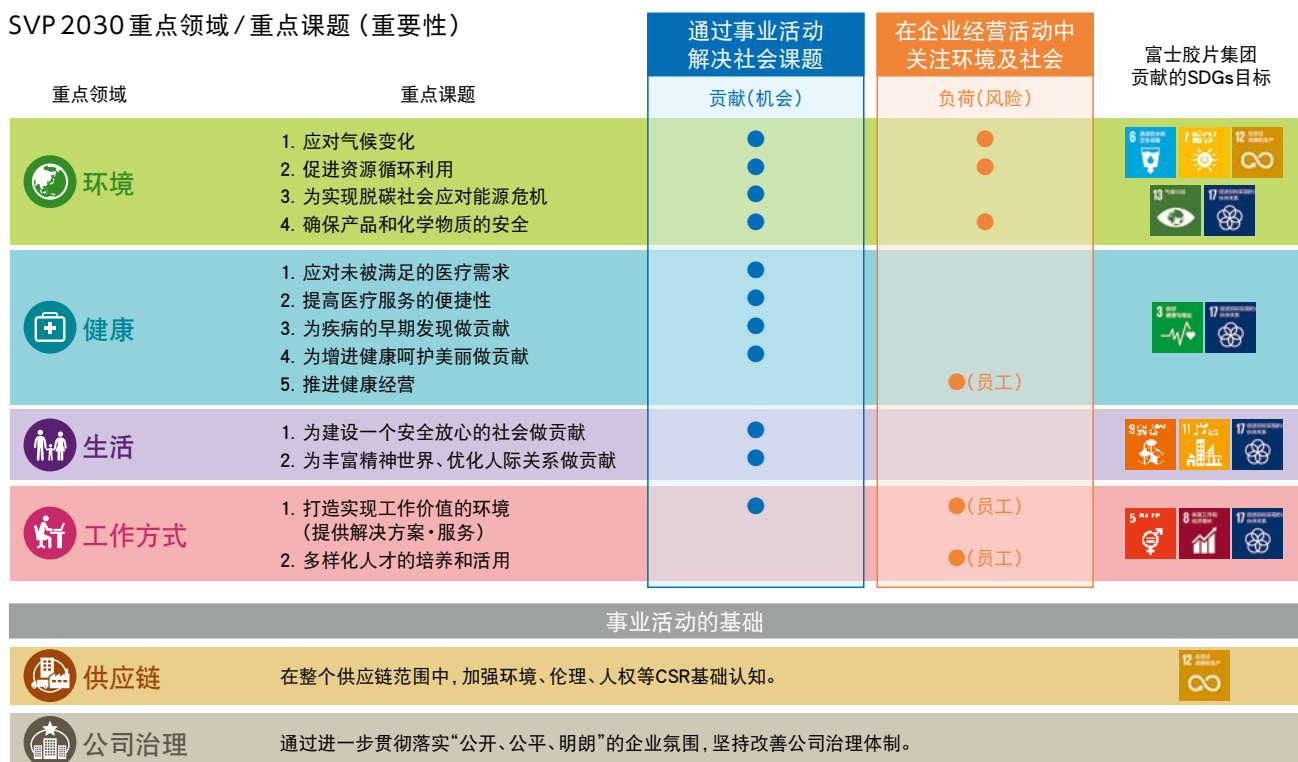 SVP 2030 重点领域/重点课题（重要性）
通过事业活动
解决社会课题
在企业经营活动中
关注环境及社会
富士胶片集团
贡献的SDGs目标
重点领域
重点课题
贡献(机会)
负荷(风险)
环境
1. 应对气候变化
2. 促进资源循环利用
3. 为实现脱碳社会应对能源危机
4. 确保产品和化学物质的安全
6
7
12
13
17
健康
1. 应对未被满足的医疗需求
2. 提高医疗服务的便捷性
3. 为疾病的早期发现做贡献
4. 为增进健康呵护美丽做贡献
5. 推进健康经营
●(员工)
3
17
生活
1. 为建设一个安全放心的社会做贡献
2. 为丰富精神世界、优化人际关系做贡献
9
11
17
工作方式
1. 打造实现工作价值的环境
（提供解决方案・服务）
●(员工)
2. 多样化人才的培养和活用
●(员工)
5
8
17
事业活动的基础
供应链
在整个供应链范围中，加强环境、伦理、人权等CSR基础认知。
12
公司治理
通过进一步贯彻落实“公开、公平、明朗”的企业氛围，坚持改善公司治理体制。